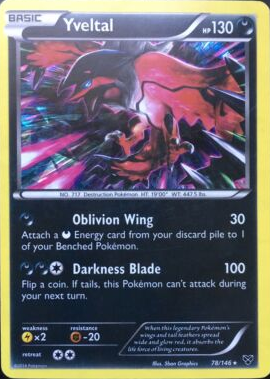 BASIC
Yveltal
HP130
NO. 717 Destruction Pokémon HT: 19'00" WT: 447.5 lbs.
Oblivion Wing 30
Attach a Energy card from your discard pile to 1
of your Benched Pokémon.
Darkness Blade 100
Flip a coin. If tails, this Pokémon can't attack during
your next turn.
weakness resistance
×2 -20
retreat
When this legendary Pokémon's
wings and tail feathers spread
wide and glow red, it absorbs the
life force of living creatures.
©2014 Pokémon
Illus. Shin Nagasawa
78/146 ★